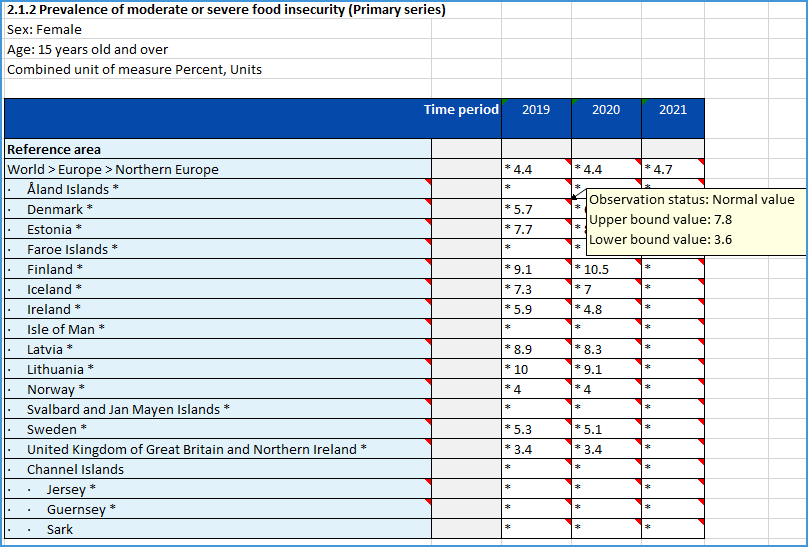 2.1.2 Prevalence of moderate or severe food insecurity (Primary series)
Sex: Female
Age: 15 years old and over
Combined unit of measure Percent, Units
Time period 2019 2020 2021
Reference area
World > Europe > Northern Europe * 4.4 * 4.4 * 4.7
· Åland Islands * * * *
Observation status: Normal value
Upper bound value: 7.8
Lower bound value: 3.6
· Denmark * * 5.7 *
· Estonia * * 7.7 *
· Faroe Islands * * *
· Finland * * 9.1 * 10.5 *
· Iceland * * 7.3 * 7 *
· Ireland * * 5.9 * 4.8 *
· Isle of Man * * * *
· Latvia * * 8.9 * 8.3 *
· Lithuania * * 10 * 9.1 *
· Norway * * 4 * 4 *
· Svalbard and Jan Mayen Islands * * * *
· Sweden * * 5.3 * 5.1 *
· United Kingdom of Great Britain and Northern Ireland * * 3.4 * 3.4 *
· Channel Islands * * *
· · Jersey * * * *
· · Guernsey * * * *
· · Sark * * *